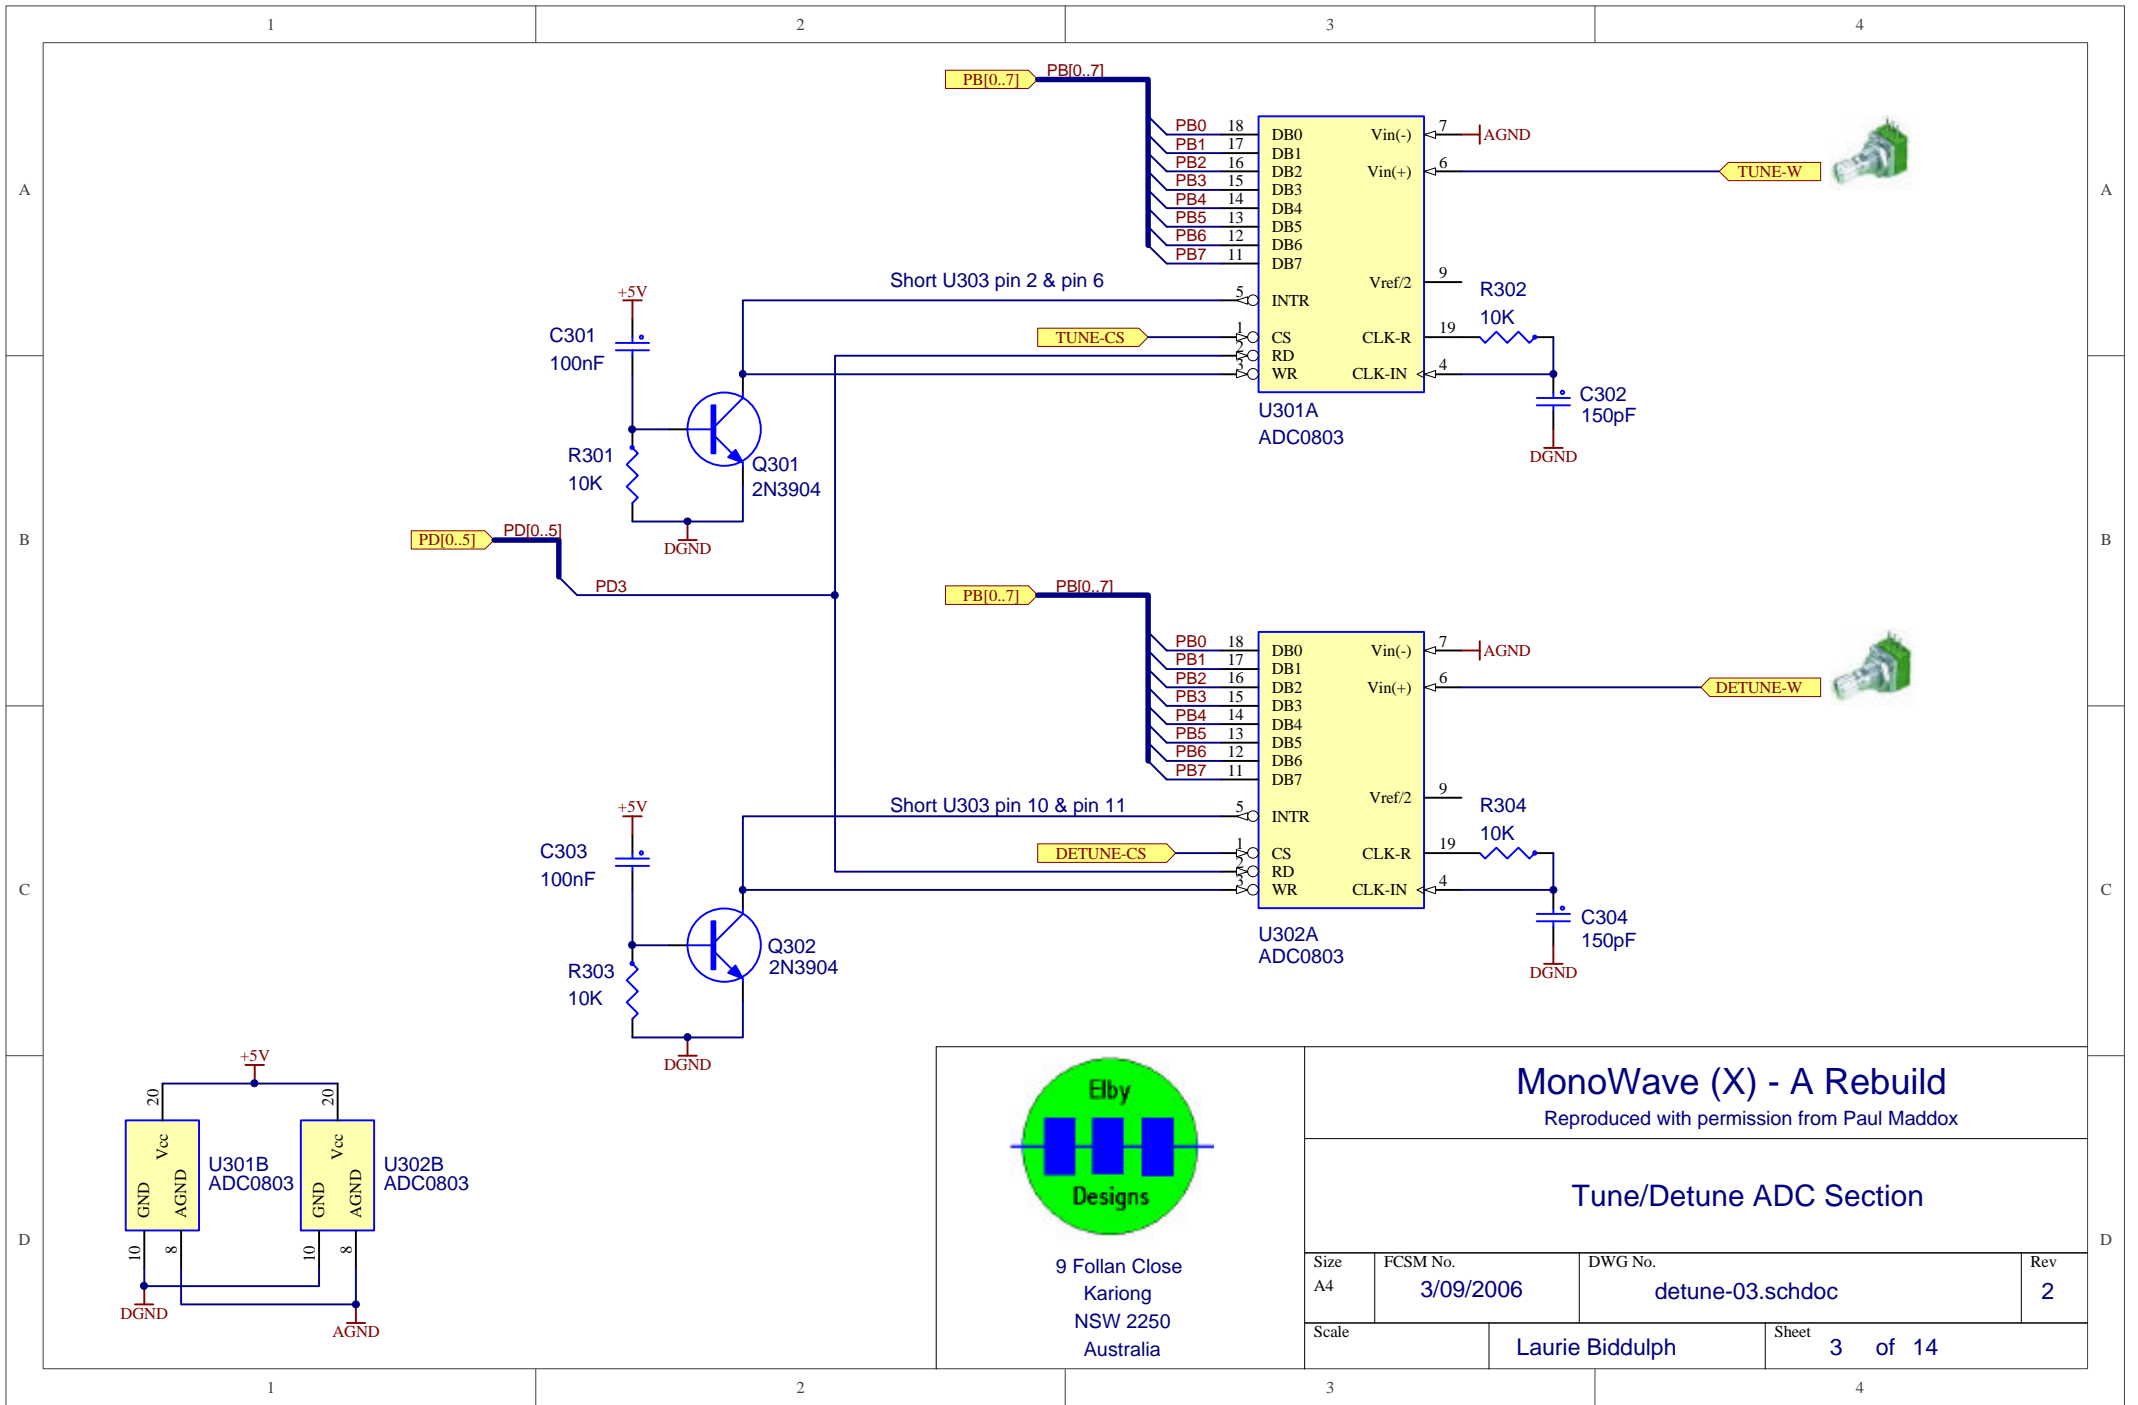 1 2 3 4
A A
B B
C C
D D
PB[0..7] PB[0..7]
PB0 18 DB0 Vin(-) 7 AGND
PB1 17 DB1
PB2 16 DB2 Vin(+) 6 TUNE-W
PB3 15 DB3
PB4 14 DB4
PB5 13 DB5
PB6 12 DB6
PB7 11 DB7
Vref/2 9
Short U303 pin 2 & pin 6
5 INTR
R302
10K
TUNE-CS 1 CS CLK-R 19
2 RD
3 WR CLK-IN 4
U301A
ADC0803
C302
150pF
DGND
+5V
C301
100nF
R301
10K
Q301
2N3904
DGND
PD[0..5] PD[0..5]
PD3
PB[0..7] PB[0..7]
PB0 18 DB0 Vin(-) 7 AGND
PB1 17 DB1
PB2 16 DB2 Vin(+) 6 DETUNE-W
PB3 15 DB3
PB4 14 DB4
PB5 13 DB5
PB6 12 DB6
PB7 11 DB7
Vref/2 9
Short U303 pin 10 & pin 11
5 INTR
R304
10K
DETUNE-CS 1 CS CLK-R 19
2 RD
3 WR CLK-IN 4
U302A
ADC0803
C304
150pF
DGND
+5V
C303
100nF
R303
10K
Q302
2N3904
DGND
+5V
20 20
Vcc Vcc
GND AGND GND AGND
U301B
ADC0803
U302B
ADC0803
10 8 10 8
DGND
AGND
Elby
Designs
9 Follan Close
Kariong
NSW 2250
Australia
MonoWave (X) - A Rebuild
Reproduced with permission from Paul Maddox
Tune/Detune ADC Section
Size FCSM No. DWG No. Rev
A4 3/09/2006 detune-03.schdoc 2
Scale Laurie Biddulph Sheet 3 of 14
1 2 3 4